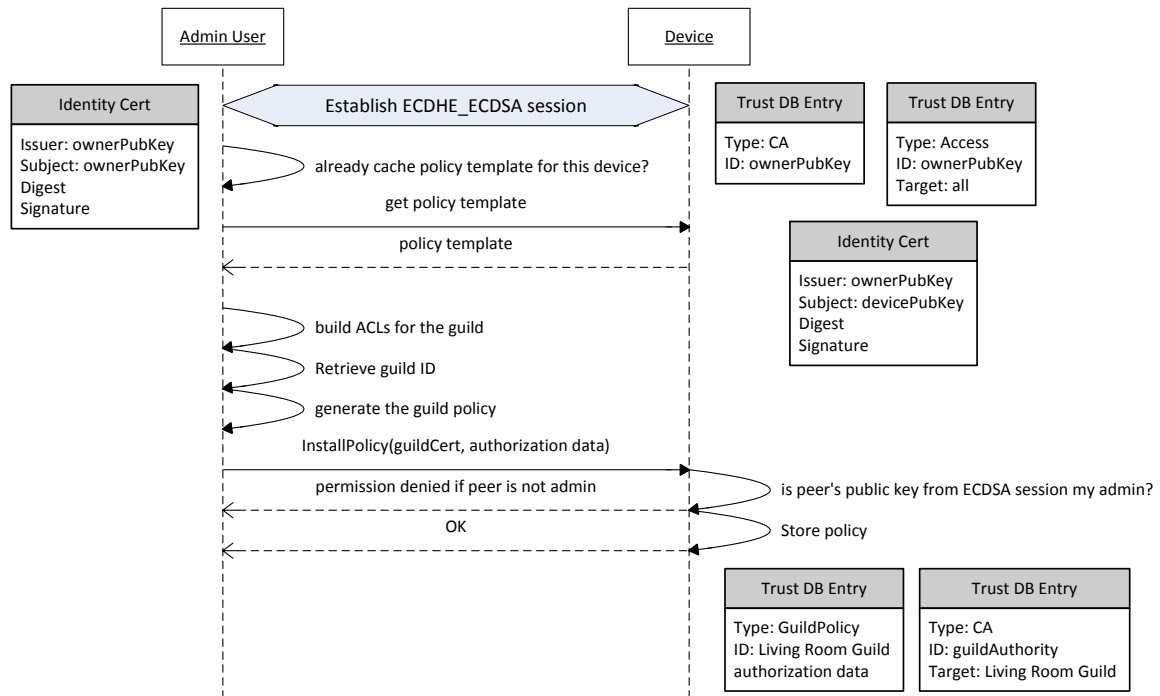 Admin User
Device
Identity Cert
Issuer: ownerPubKey
Subject: ownerPubKey
Digest
Signature
Establish ECDHE_ECDSA session
Trust DB Entry
Type: CA
ID: ownerPubKey
Trust DB Entry
Type: Access
ID: ownerPubKey
Target: all
already cache policy template for this device?
get policy template
policy template
Identity Cert
Issuer: ownerPubKey
Subject: devicePubKey
Digest
Signature
build ACLs for the guild
Retrieve guild ID
generate the guild policy
InstallPolicy(guildCert, authorization data)
permission denied if peer is not admin
is peer's public key from ECDSA session my admin?
OK
Store policy
Trust DB Entry
Type: GuildPolicy
ID: Living Room Guild
authorization data
Trust DB Entry
Type: CA
ID: guildAuthority
Target: Living Room Guild